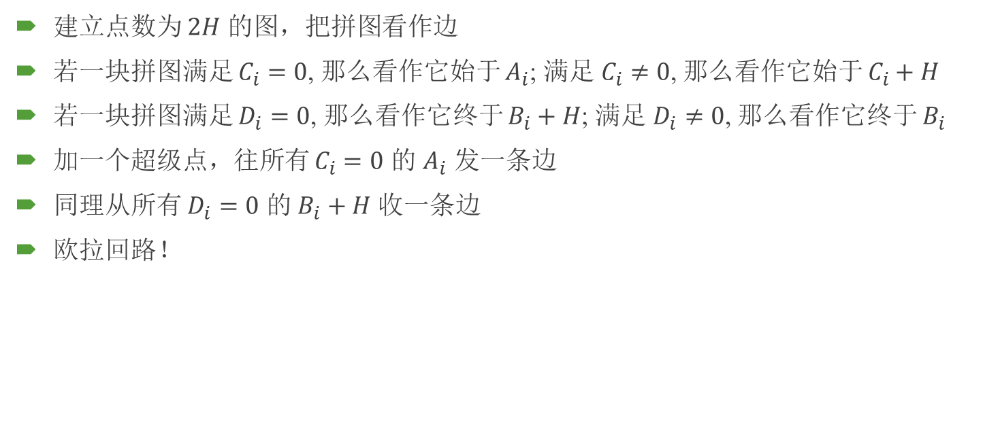 建立点数为 2H 的图，把拼图看作边
若一块拼图满足 C_i = 0, 那么看作它始于 A_i; 满足 C_i ≠ 0, 那么看作它始于 C_i + H
若一块拼图满足 D_i = 0, 那么看作它终于 B_i + H; 满足 D_i ≠ 0, 那么看作它终于 B_i
加一个超级点，往所有 C_i = 0 的 A_i 发一条边
同理从所有 D_i = 0 的 B_i + H 收一条边
欧拉回路！